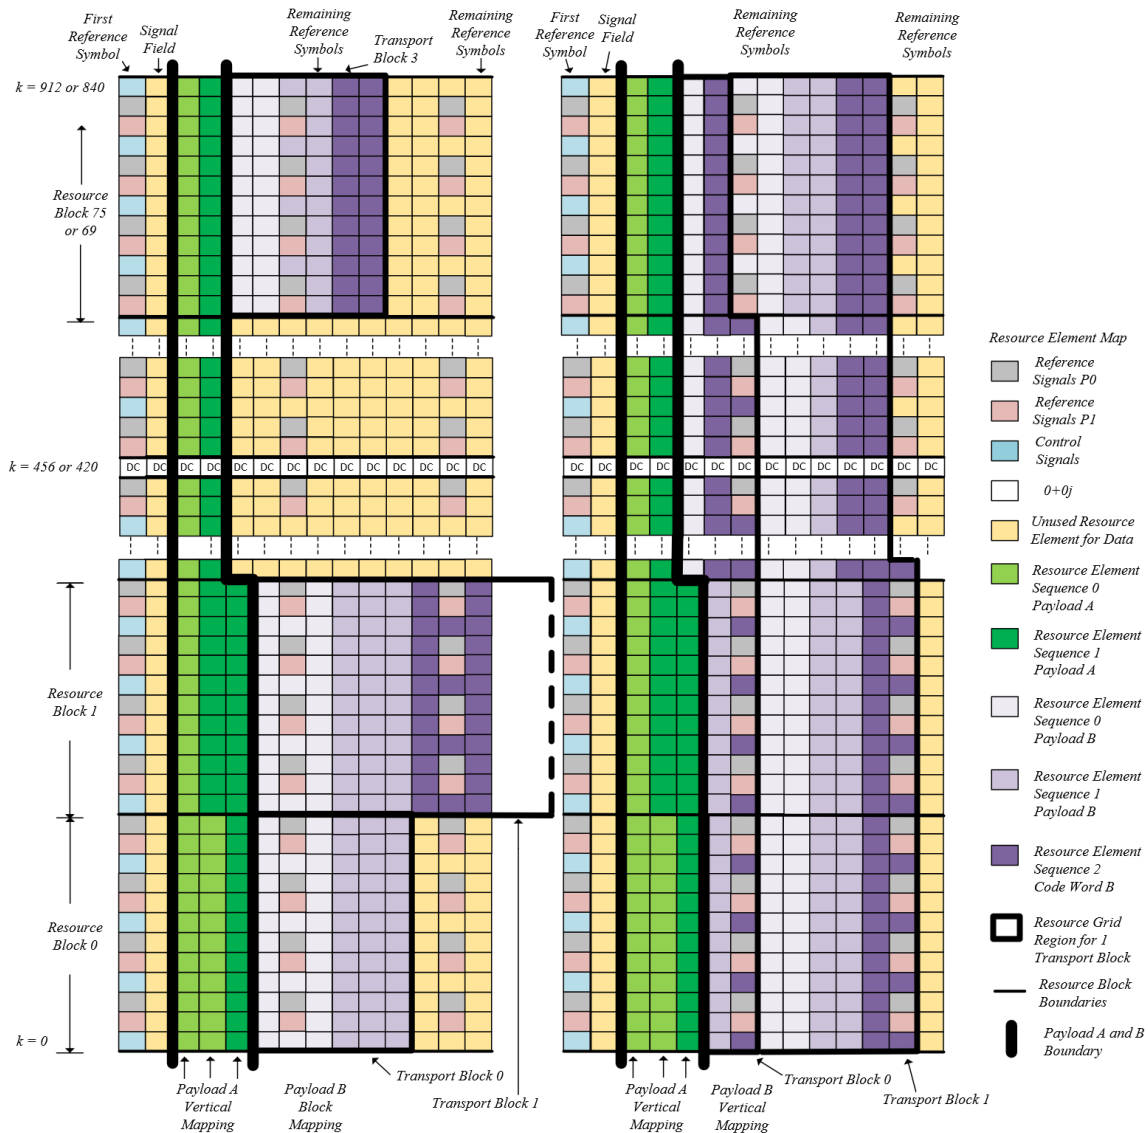 First
Reference
Symbol
Signal
Field
Remaining
Reference
Symbols
Transport
Block 3
Remaining
Reference
Symbols
First
Reference
Symbol
Signal
Field
Remaining
Reference
Symbols
Remaining
Reference
Symbols
k = 912 or 840
Resource
Block 75
or 69
k = 456 or 420
DC DC DC DC DC DC DC DC DC DC DC DC DC DC
DC DC DC DC DC DC DC DC DC DC DC DC DC DC
Resource
Block 1
Resource
Block 0
k = 0
Payload A
Vertical
Mapping
Payload B
Block
Mapping
Transport Block 0
Transport Block 1
Payload A
Vertical
Mapping
Payload B
Vertical
Mapping
Transport Block 0
Transport Block 1
Resource Element Map
Reference
Signals P0
Reference
Signals P1
Control
Signals
0+0j
Unused Resource
Element for Data
Resource Element
Sequence 0
Payload A
Resource Element
Sequence 1
Payload A
Resource Element
Sequence 0
Payload B
Resource Element
Sequence 1
Payload B
Resource Element
Sequence 2
Code Word B
Resource Grid
Region for 1
Transport Block
Resource Block
Boundaries
Payload A and B
Boundary